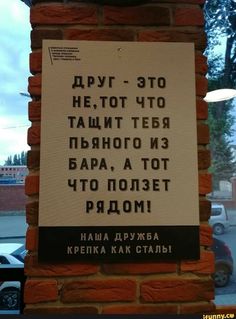 ДРУГ - ЭТО
НЕ,ТОТ ЧТО
ТАЩИТ ТЕБЯ
ПЬЯНОГО ИЗ
БАРА, А ТОТ
ЧТО ПОЛЗЕТ
РЯДОМ!
НАША ДРУЖБА
КРЕПКА КАК СТАЛЬ!
ifunny.co